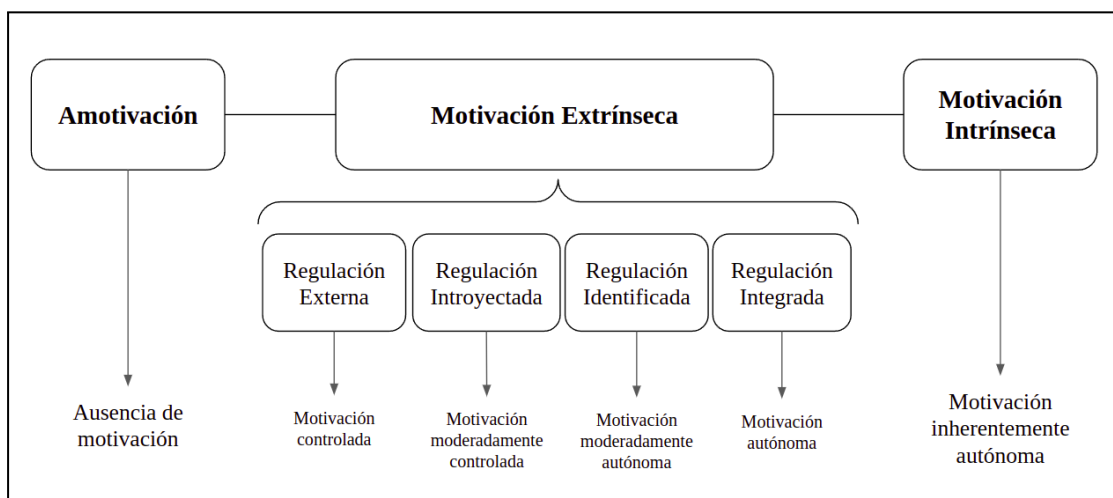 Amotivación
Motivación Extrínseca
Motivación
Intrínseca
Regulación
Externa
Regulación
Introyectada
Regulación
Identificada
Regulación
Integrada
Ausencia de
motivación
Motivación
controlada
Motivación
moderadamente
controlada
Motivación
moderadamente
autónoma
Motivación
autónoma
Motivación
inherentemente
autónoma